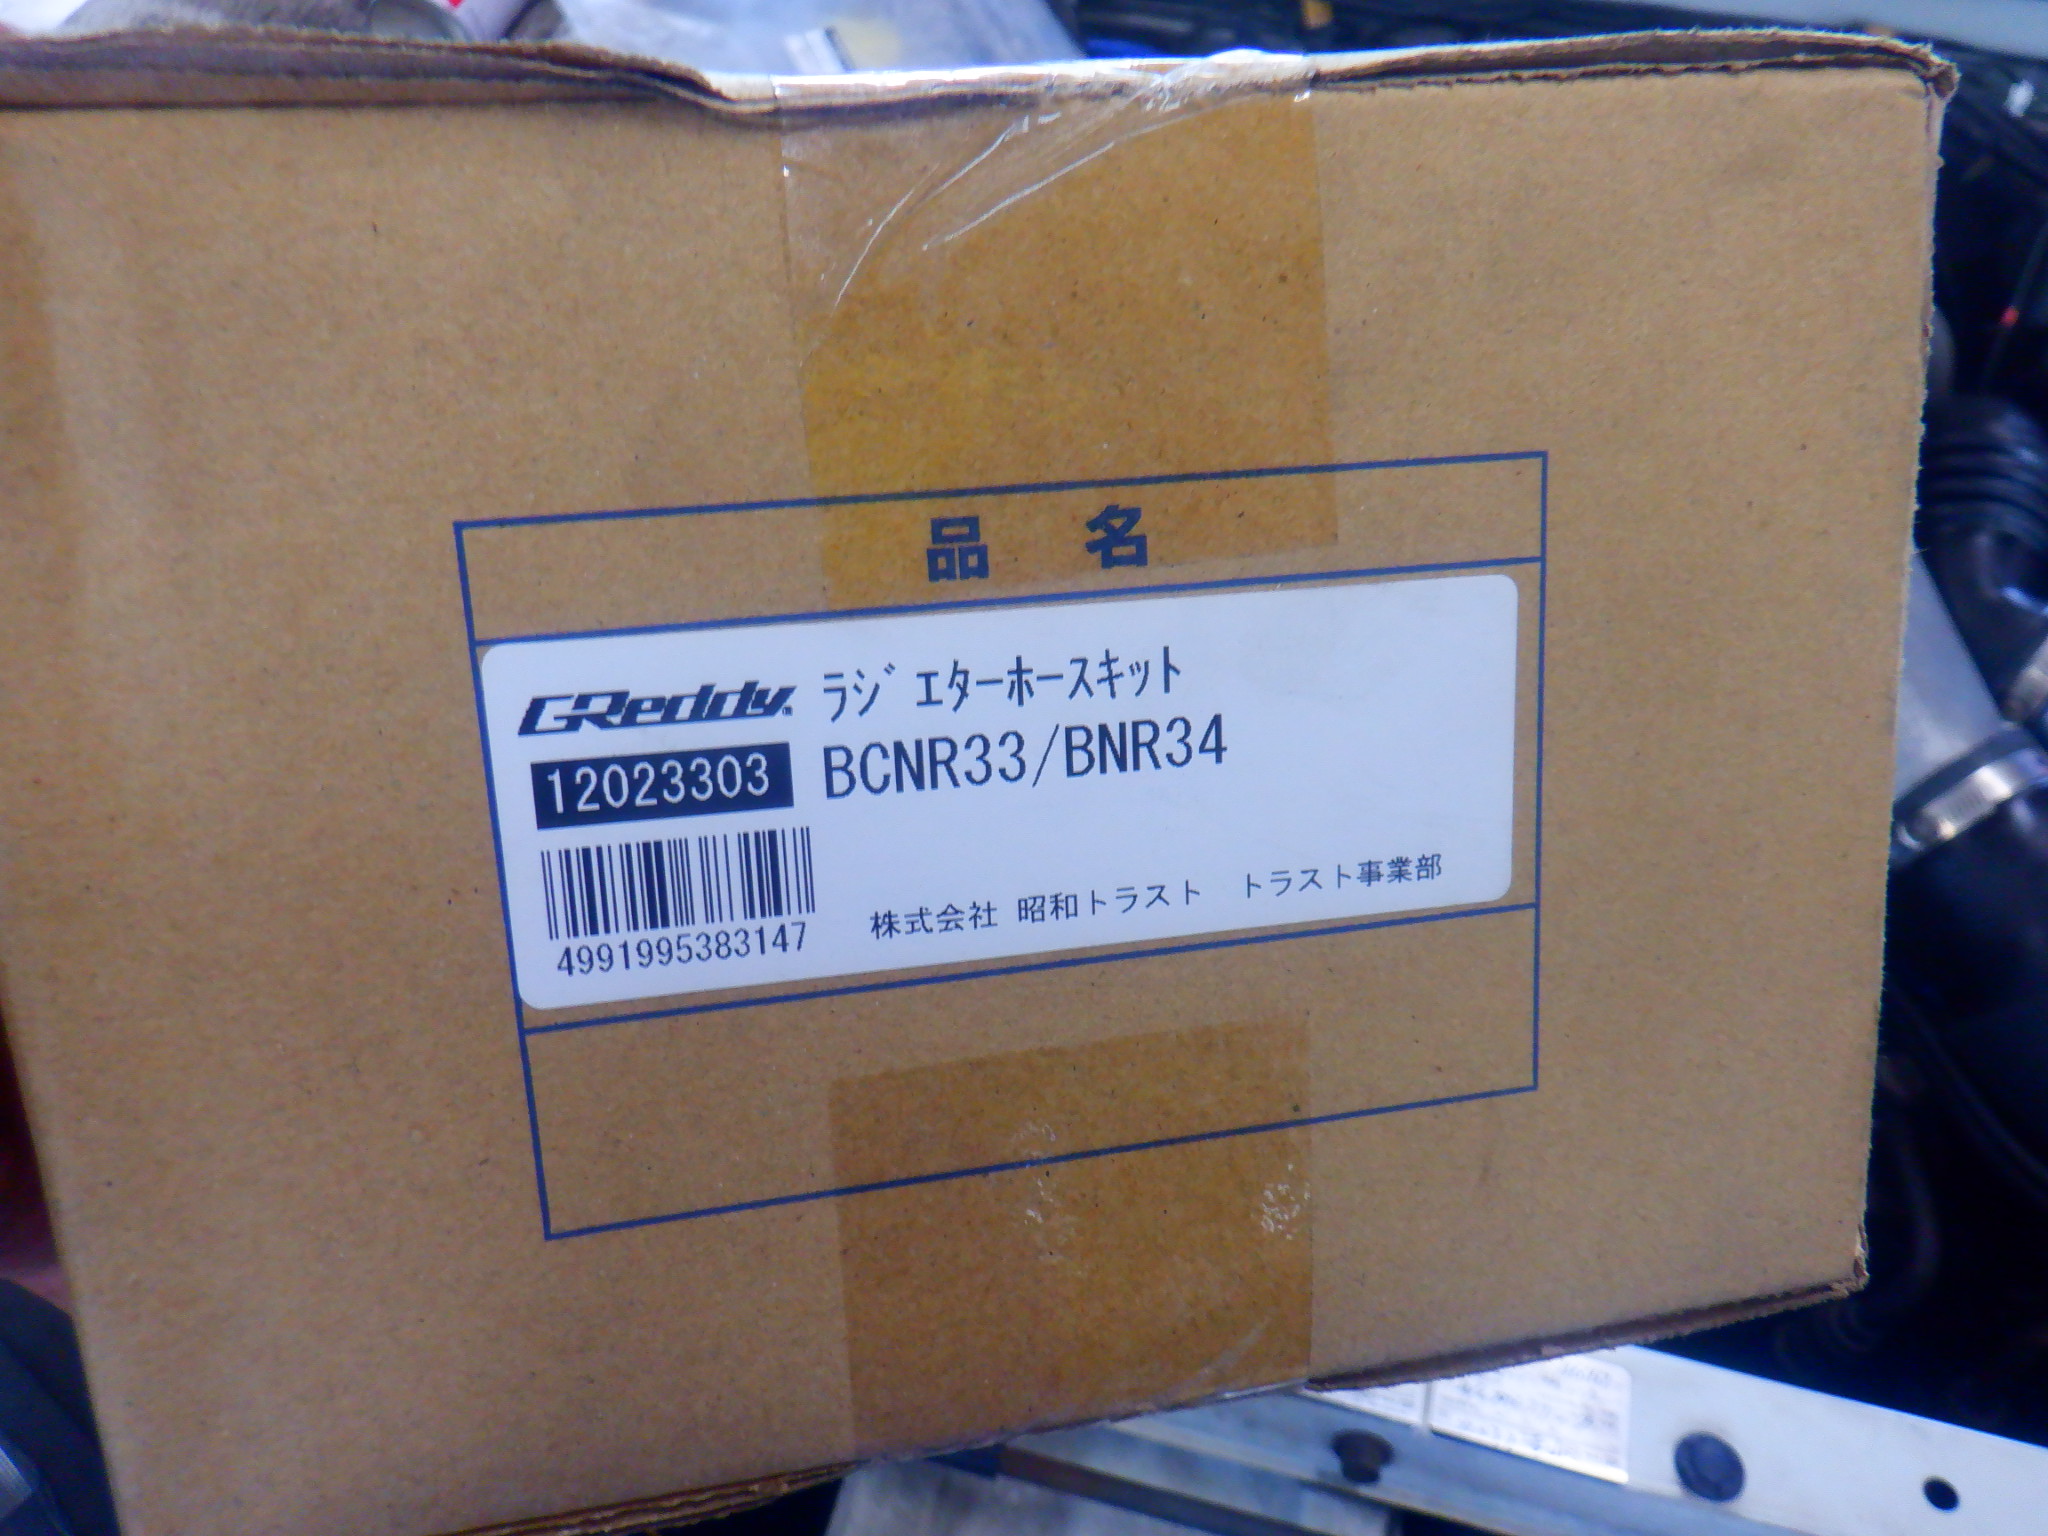 品 名
GReddy ﾗｼﾞｴﾀｰﾎｰｽｷｯﾄ
12023303 BCNR33/BNR34
4991995383147
株式会社 昭和トラスト トラスト事業部